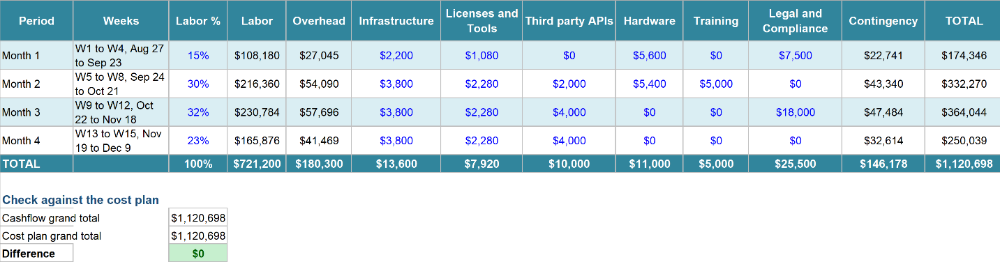 Period Weeks Labor % Labor Overhead Infrastructure Licenses and Tools Third party APIs Hardware Training Legal and Compliance Contingency TOTAL
Month 1 W1 to W4, Aug 27 to Sep 23 15% $108,180 $27,045 $2,200 $1,080 $0 $5,600 $0 $7,500 $22,741 $174,346
Month 2 W5 to W8, Sep 24 to Oct 21 30% $216,360 $54,090 $3,800 $2,280 $2,000 $5,400 $5,000 $0 $43,340 $332,270
Month 3 W9 to W12, Oct 22 to Nov 18 32% $230,784 $57,696 $3,800 $2,280 $4,000 $0 $0 $18,000 $47,484 $364,044
Month 4 W13 to W15, Nov 19 to Dec 9 23% $165,876 $41,469 $3,800 $2,280 $4,000 $0 $0 $0 $32,614 $250,039
TOTAL 100% $721,200 $180,300 $13,600 $7,920 $10,000 $11,000 $5,000 $25,500 $146,178 $1,120,698
Check against the cost plan
Cashflow grand total $1,120,698
Cost plan grand total $1,120,698
Difference $0